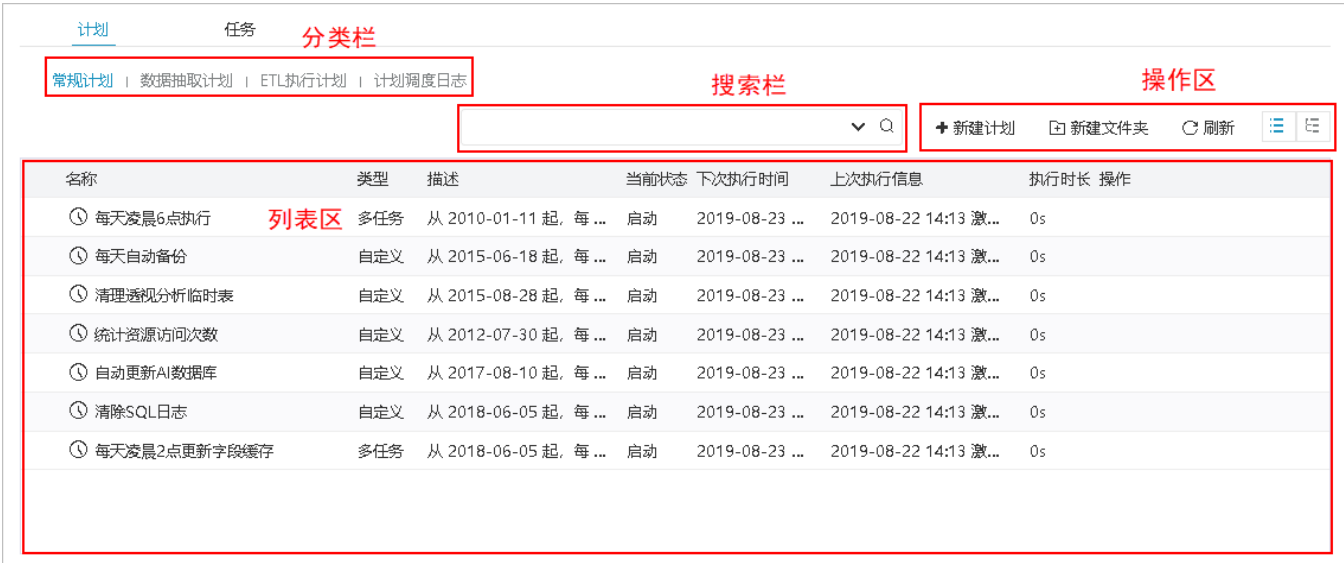 计划 任务 分类栏
常规计划 | 数据抽取计划 | ETL执行计划 | 计划调度日志
搜索栏 操作区
新建计划 新建文件夹 刷新
名称 类型 描述 当前状态 下次执行时间 上次执行信息 执行时长 操作
每天凌晨6点执行 列表区 多任务 从 2010-01-11 起, 每 ... 启动 2019-08-23 ... 2019-08-22 14:13 激... 0s
每天自动备份 自定义 从 2015-06-18 起, 每 ... 启动 2019-08-23 ... 2019-08-22 14:13 激... 0s
清理透视分析临时表 自定义 从 2015-08-28 起, 每 ... 启动 2019-08-23 ... 2019-08-22 14:13 激... 0s
统计资源访问次数 自定义 从 2012-07-30 起, 每 ... 启动 2019-08-23 ... 2019-08-22 14:13 激... 0s
自动更新AI数据库 自定义 从 2017-08-10 起, 每 ... 启动 2019-08-23 ... 2019-08-22 14:13 激... 0s
清除SQL日志 自定义 从 2018-06-05 起, 每 ... 启动 2019-08-23 ... 2019-08-22 14:13 激... 0s
每天凌晨2点更新字段缓存 多任务 从 2018-06-05 起, 每 ... 启动 2019-08-23 ... 2019-08-22 14:13 激... 0s